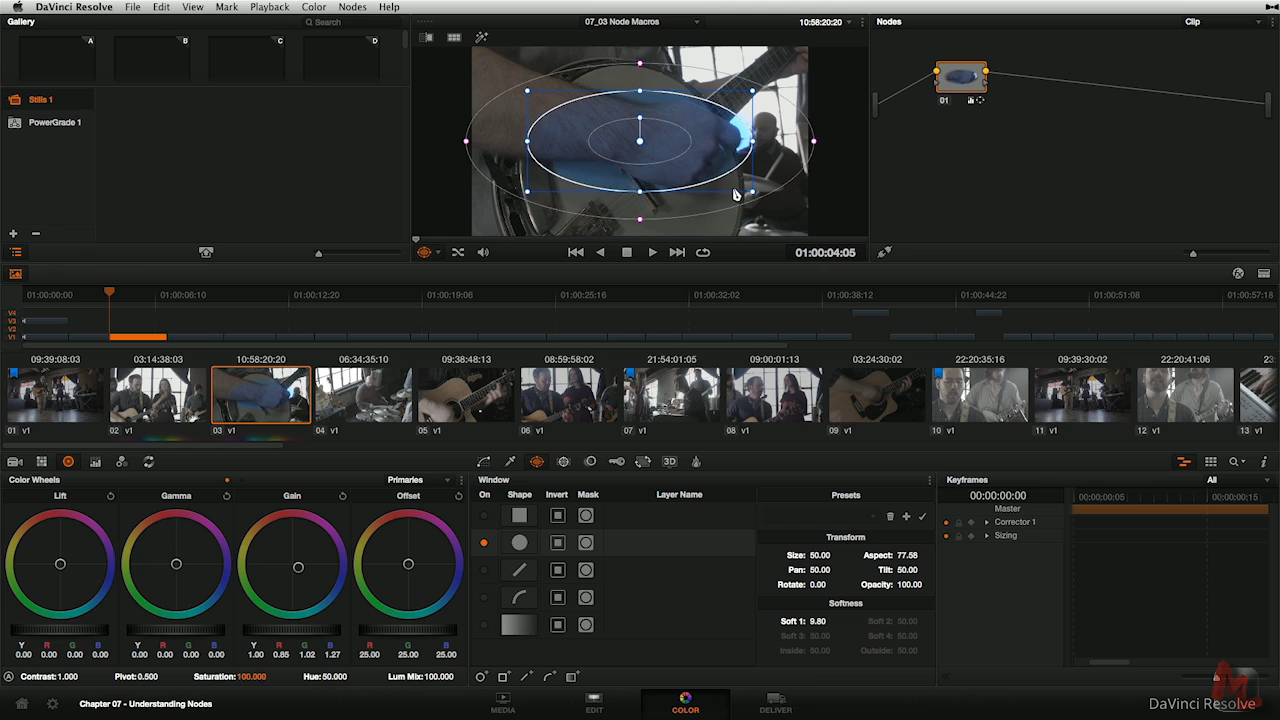 DaVinci Resolve File Edit View Mark Playback Color Nodes Help
Gallery Search 07_03 Node Macros 10:58:20:20 Nodes Clip
A B C D
Stills 1
PowerGrade 1
01
01:00:04:05
01:00:00:00 01:00:06:10 01:00:12:20 01:00:19:06 01:00:25:16 01:00:32:02 01:00:38:12 01:00:44:22 01:00:51:08 01:00:57:18
V4
V3
V2
V1
09:39:08:03 03:14:38:03 10:58:20:20 06:34:35:10 09:38:48:13 08:59:58:02 21:54:01:05 09:00:01:13 03:24:30:02 22:20:35:16 09:39:30:02 22:20:41:06 23
01 v1 02 v1 03 v1 04 v1 05 v1 06 v1 07 v1 08 v1 09 v1 10 v1 11 v1 12 v1 13 v1
3D
Color Wheels Primaries Window Keyframes All
Lift Gamma Gain Offset On Shape Invert Mask Layer Name Presets 00:00:00:00 00:00:00:05 00:00:00:15
Master
Corrector 1
Sizing
Transform
Size: 50.00 Aspect: 77.58
Pan: 50.00 Tilt: 50.00
Rotate: 0.00 Opacity: 100.00
Softness
Soft 1: 9.80 Soft 2: 50.00
Soft 3: 50.00 Soft 4: 50.00
Inside: 50.00 Outside: 50.00
Y R G B Y R G B Y R G B R G B
0.00 0.00 0.00 0.00 0.00 0.00 0.00 0.00 1.00 0.65 1.02 1.27 25.00 25.00 25.00
A Contrast:1.000 Pivot:0.500 Saturation:100.000 Hue:50.000 Lum Mix:100.000
Chapter 07 - Understanding Nodes MEDIA EDIT COLOR DELIVER DaVinci Resolve